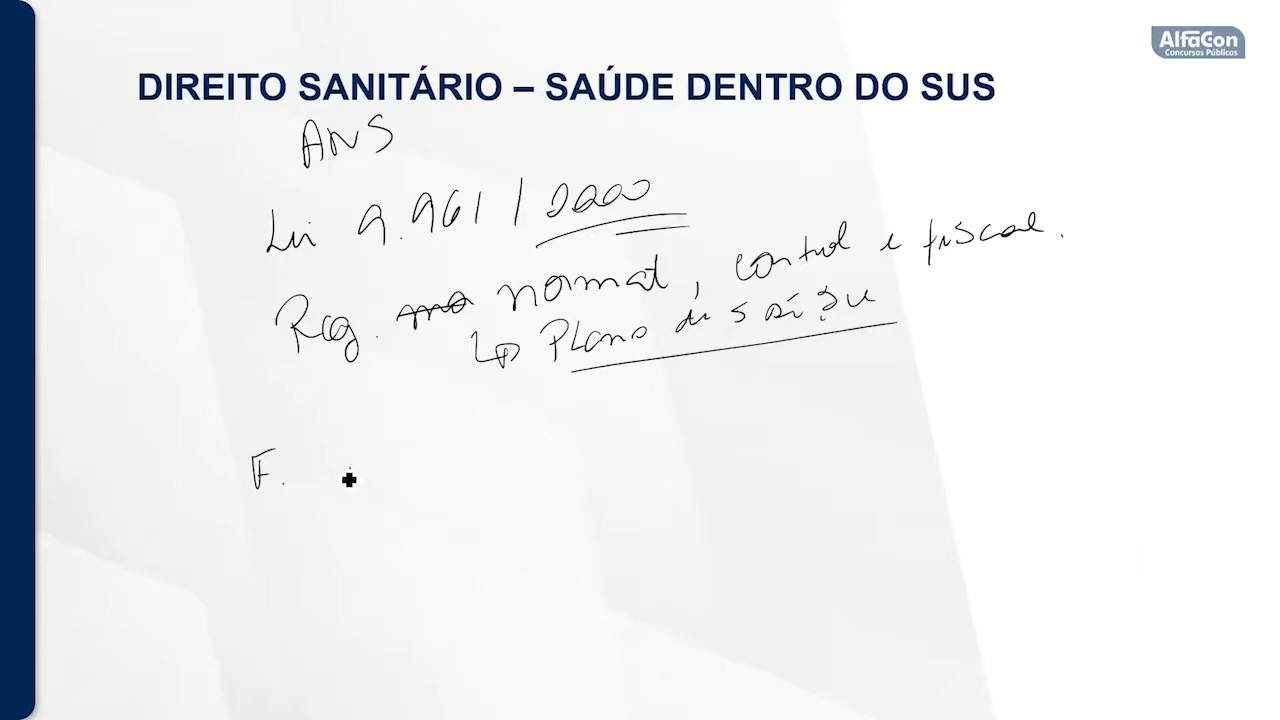 AlfaCon
Concursos Públicos
DIREITO SANITÁRIO – SAÚDE DENTRO DO SUS
ANS
Lei 9.961/2000
Reg. normat, control e fiscal.
↳ Plano de saúde
F.